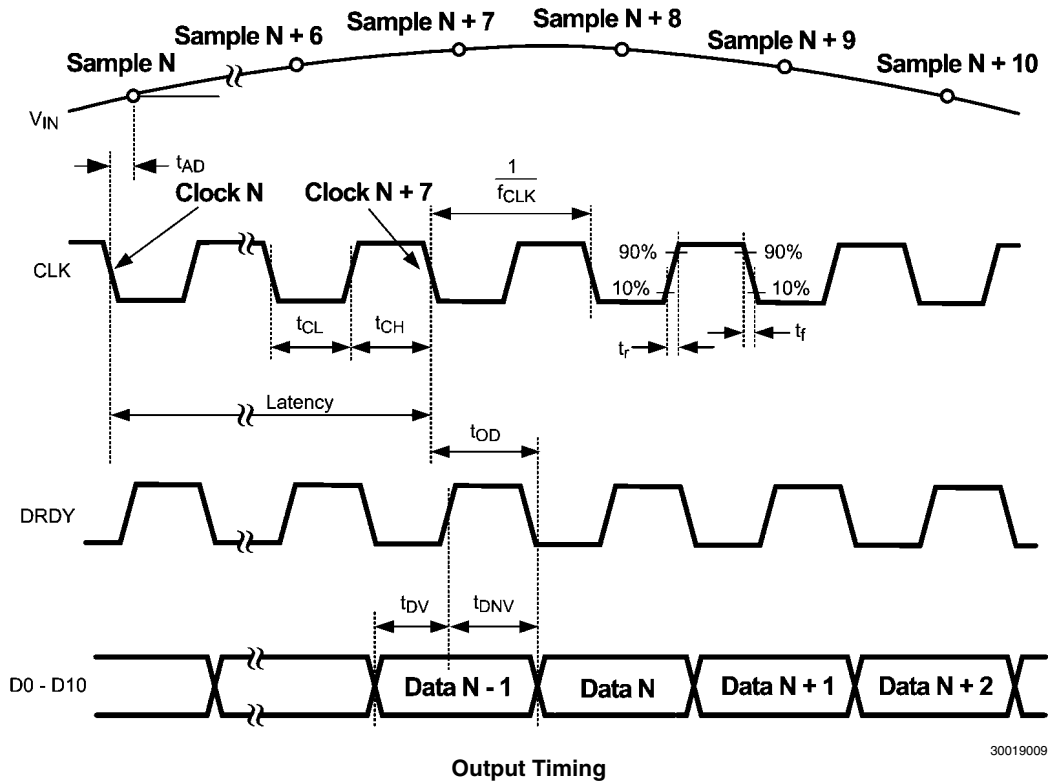 Sample N
Sample N + 6
Sample N + 7
Sample N + 8
Sample N + 9
Sample N + 10
VIN
tAD
Clock N
Clock N + 7
1
fCLK
CLK
90%
90%
10%
10%
tCL
tCH
tr
tf
Latency
tOD
DRDY
tDV
tDNV
D0 - D10
Data N - 1
Data N
Data N + 1
Data N + 2
30019009
Output Timing